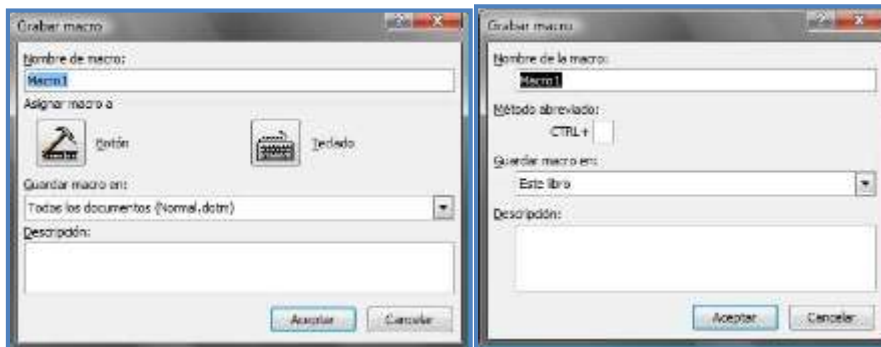 Grabar macro
Nombre de macro:
Macro1
Asignar macro a
Botón
Teclado
Guardar macro en:
Todos los documentos (Normal.dotm)
Descripción:
Aceptar
Cancelar
Grabar macro
Nombre de la macro:
Macro1
Método abreviado:
CTRL+
Guardar macro en:
Este libro
Descripción:
Aceptar
Cancelar